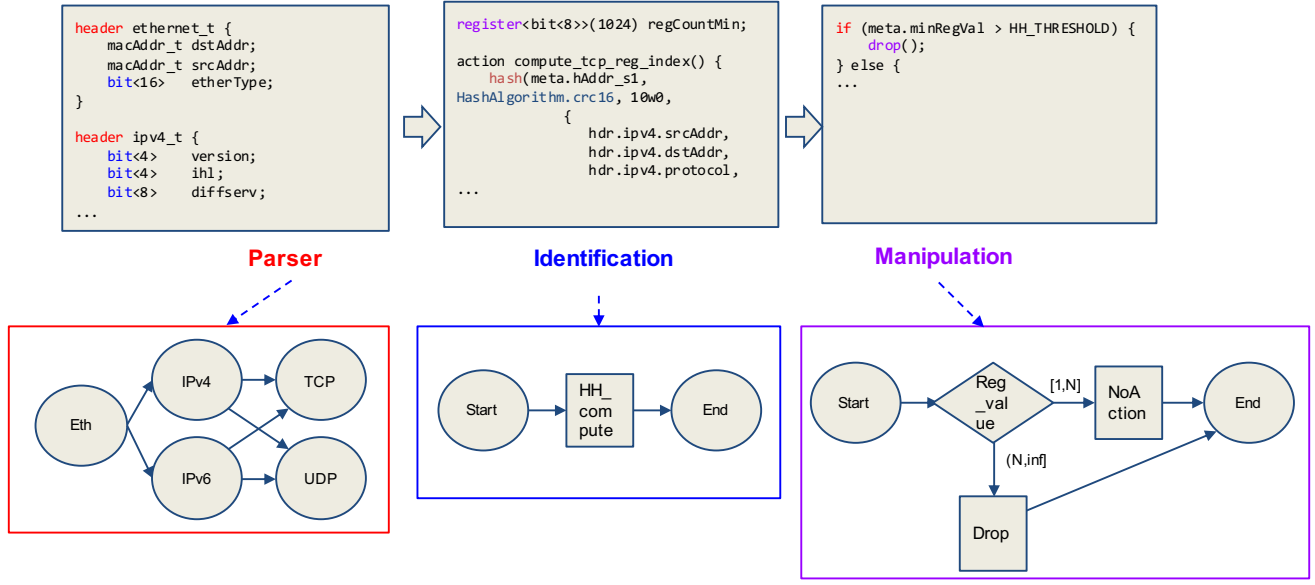 header ethernet_t {
macAddr_t dstAddr;
macAddr_t srcAddr;
bit<16> etherType;
}
header ipv4_t {
bit<4> version;
bit<4> ihl;
bit<8> diffserv;
...
register<bit<8>>(1024) regCountMin;
action compute_tcp_reg_index() {
hash(meta.hAddr_s1,
HashAlgorithm.crc16, 10w0,
{
hdr.ipv4.srcAddr,
hdr.ipv4.dstAddr,
hdr.ipv4.protocol,
...
if (meta.minRegVal > HH_THRESHOLD) {
drop();
} else {
...
Parser
Identification
Manipulation
Eth
IPv4
IPv6
TCP
UDP
Start
HH_
com
pute
End
Start
Reg
_val
ue
[1,N]
NoA
ction
End
(N,inf]
Drop